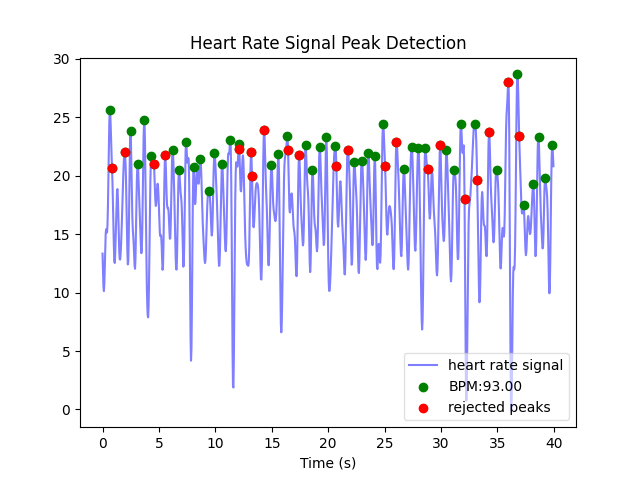 Heart Rate Signal Peak Detection
30
25
20
15
10
5
0
heart rate signal
BPM:93.00
rejected peaks
0 5 10 15 20 25 30 35 40
Time (s)